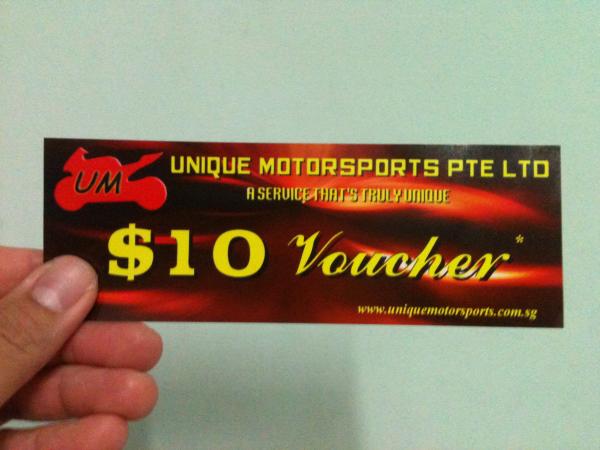 UM
UNIQUE MOTORSPORTS PTE LTD
A SERVICE THAT'S TRULY UNIQUE
$10 Voucher*
www.uniquemotorsports.com.sg